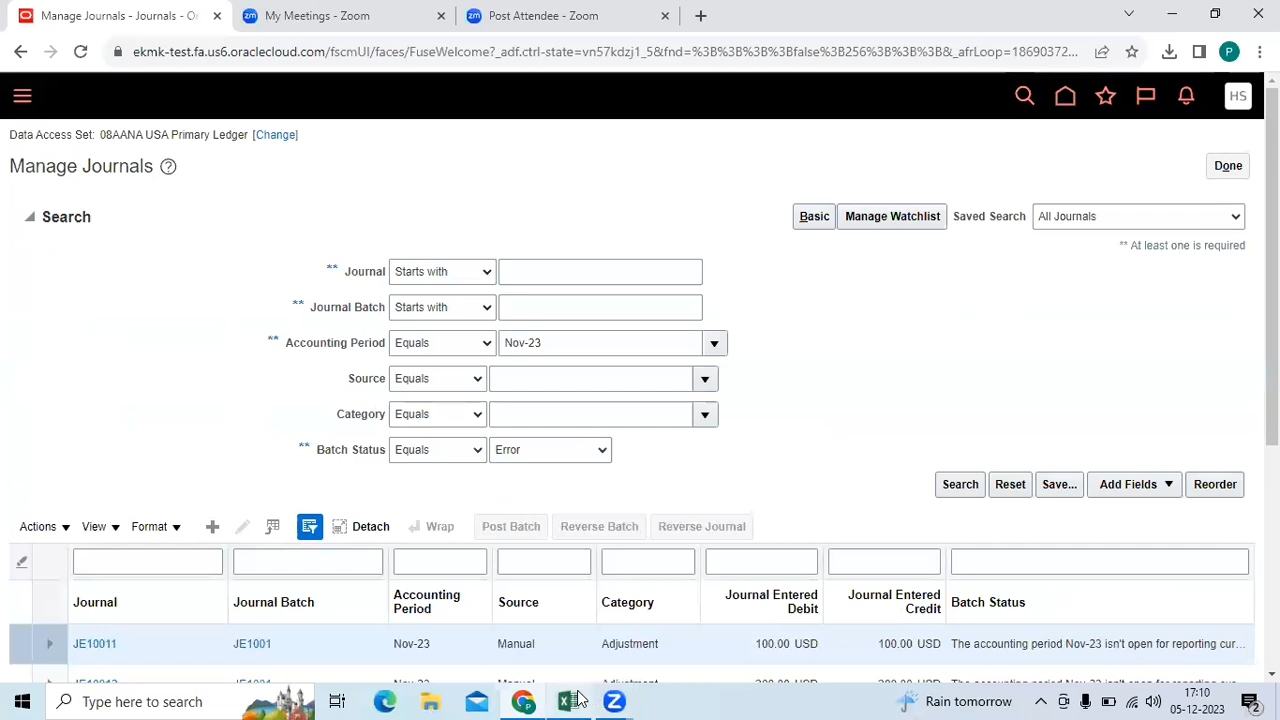 Manage Journals - Journals - Or
My Meetings - Zoom
Post Attendee - Zoom
ekmk-test.fa.us6.oraclecloud.com/fscmUI/faces/FuseWelcome?_adf.ctrl-state=vn57kdzj1_5&fnd=%3B%3B%3B%3Bfalse%3B256%3B%3B%3B&_afrLoop=18690372...
P
HS
Data Access Set: 08AANA USA Primary Ledger [Change]
Manage Journals ?
Done
Search
Basic
Manage Watchlist
Saved Search
All Journals
** At least one is required
** Journal
Starts with
** Journal Batch
Starts with
** Accounting Period
Equals
Nov-23
Source
Equals
Category
Equals
** Batch Status
Equals
Error
Search
Reset
Save...
Add Fields
Reorder
Actions
View
Format
Detach
Wrap
Post Batch
Reverse Batch
Reverse Journal
Journal
Journal Batch
Accounting Period
Source
Category
Journal Entered Debit
Journal Entered Credit
Batch Status
JE10011
JE1001
Nov-23
Manual
Adjustment
100.00 USD
100.00 USD
The accounting period Nov-23 isn't open for reporting cur...
Type here to search
Rain tomorrow
17:10
05-12-2023
2